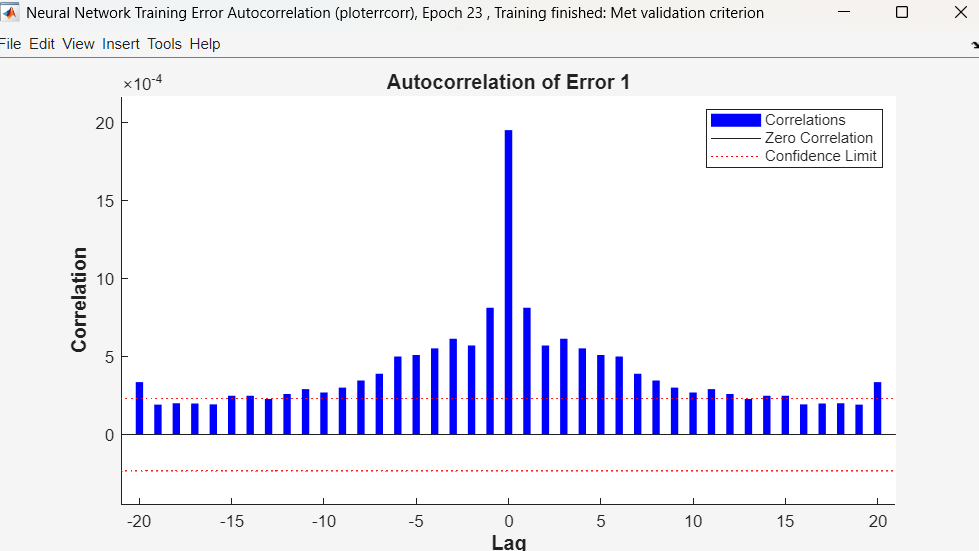 Neural Network Training Error Autocorrelation (ploterrcorr), Epoch 23 , Training finished: Met validation criterion
File Edit View Insert Tools Help
Autocorrelation of Error 1
×10-4
20
15
10
5
0
Correlation
Correlations
Zero Correlation
Confidence Limit
-20 -15 -10 -5 0 5 10 15 20
Lag